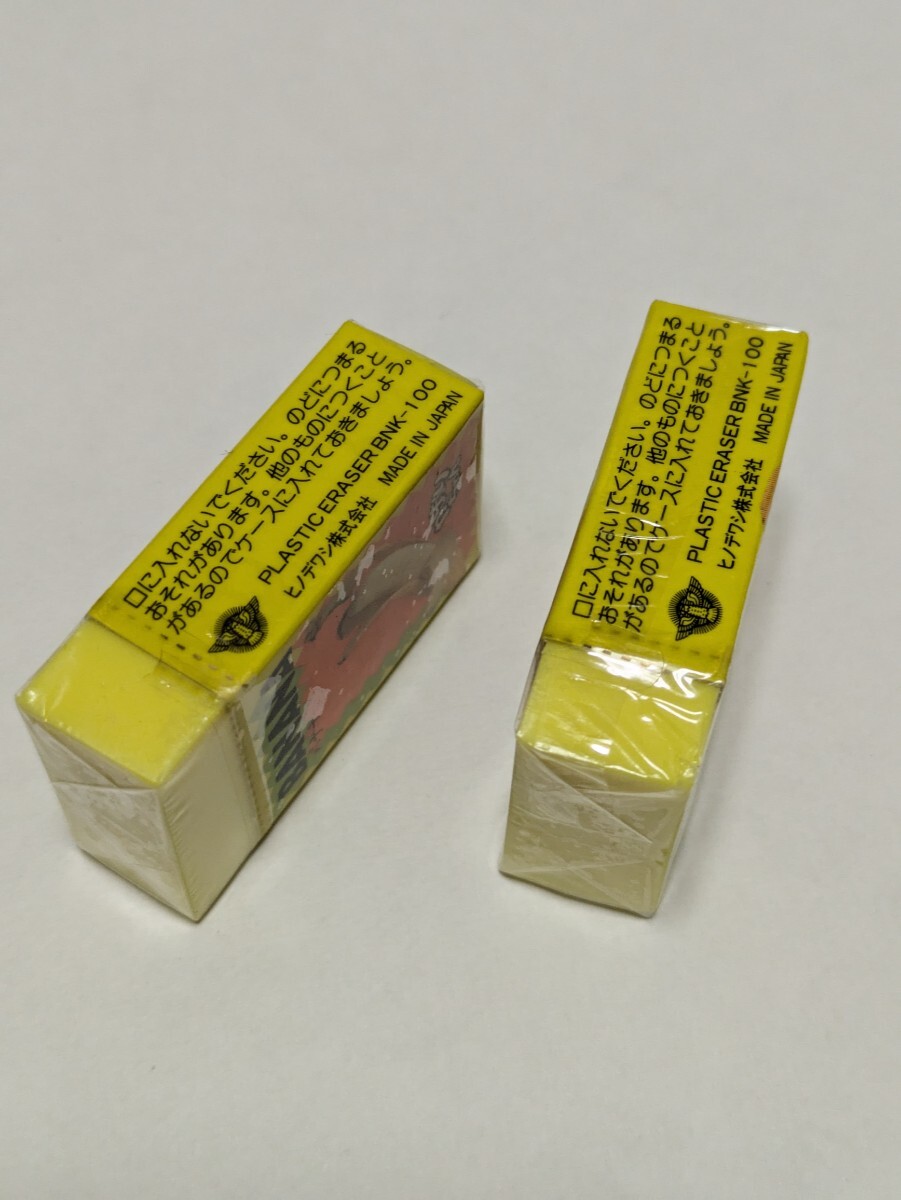 口に入れないでください。のどにつまる
おそれがあります。他のものにつくこと
があるのでケースに入れておきましょう。
PLASTIC ERASER BNK-100
ヒノデワシ株式会社 MADE IN JAPAN
口に入れないでください。のどにつまる
おそれがあります。他のものにつくこと
があるのでケースに入れておきましょう。
PLASTIC ERASER BNK-100
ヒノデワシ株式会社 MADE IN JAPAN